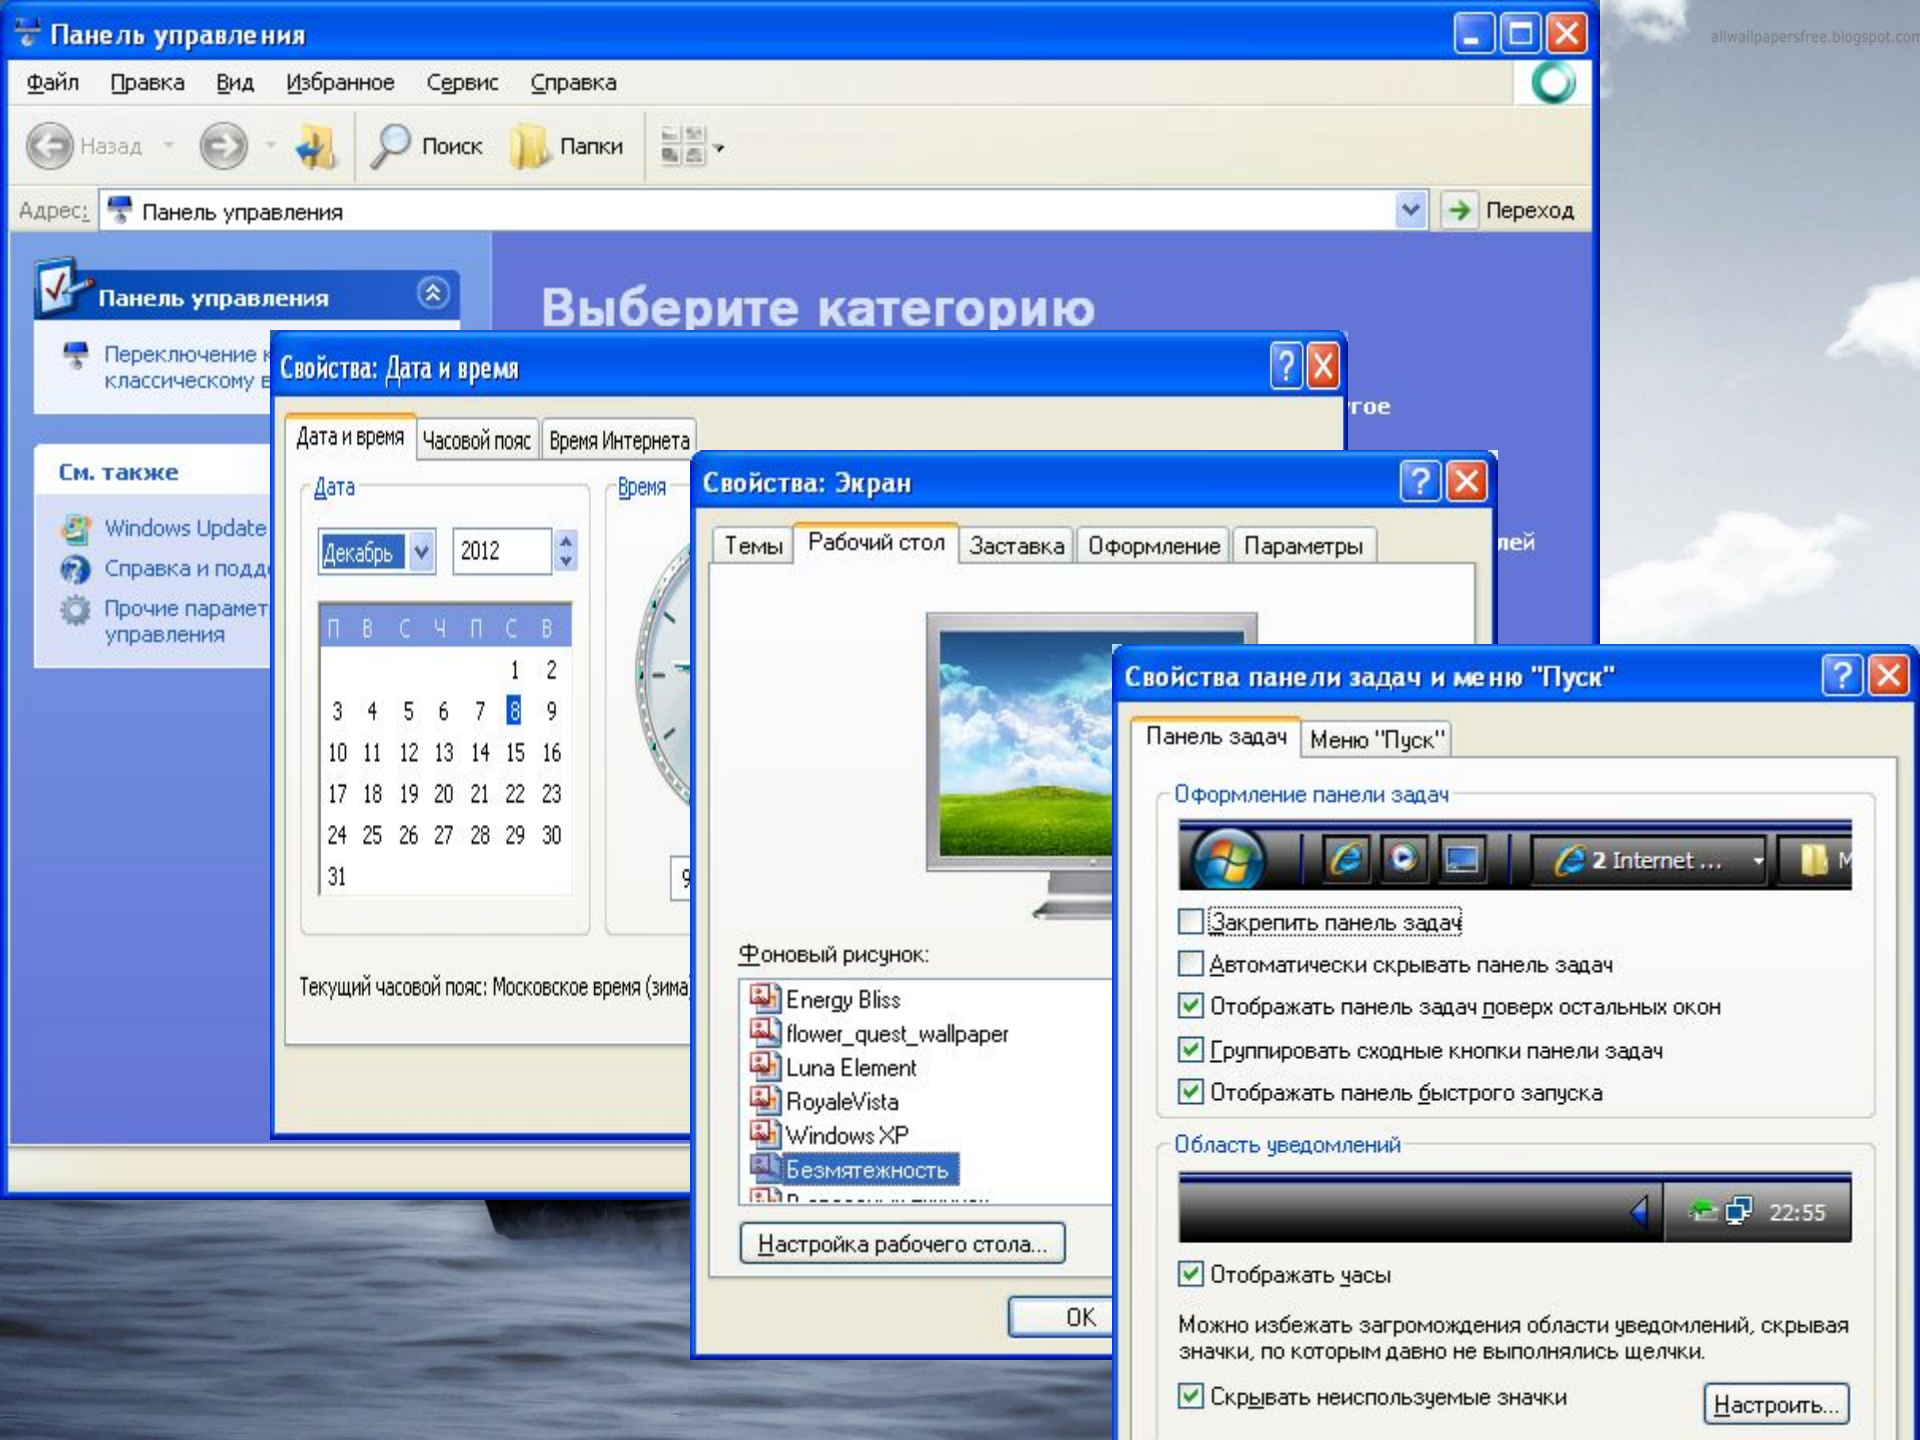 Панель управления
allwallpapersfree.blogspot.com
Файл Правка Вид Избранное Сервис Справка
Назад Поиск Папки
Адрес: Панель управления Переход
Панель управления
Выберите категорию
Переключение к
классическому в
См. также
Windows Update
Справка и подд
Прочие парамет
управления
гое
лей
Свойства: Дата и время
Дата и время Часовой пояс Время Интернета
Дата Время
Декабрь 2012
П В С Ч П С В
1 2
3 4 5 6 7 8 9
10 11 12 13 14 15 16
17 18 19 20 21 22 23
24 25 26 27 28 29 30
31
9
Текущий часовой пояс: Московское время (зима)
Свойства: Экран
Темы Рабочий стол Заставка Оформление Параметры
Фоновый рисунок:
Energy Bliss
flower_quest_wallpaper
Luna Element
RoyaleVista
Windows XP
Безмятежность
Настройка рабочего стола...
OK
Свойства панели задач и меню "Пуск"
Панель задач Меню "Пуск"
Оформление панели задач
2 Internet ... M
Закрепить панель задач
Автоматически скрывать панель задач
Отображать панель задач поверх остальных окон
Группировать сходные кнопки панели задач
Отображать панель быстрого запуска
Область уведомлений
22:55
Отображать часы
Можно избежать загромождения области уведомлений, скрывая
значки, по которым давно не выполнялись щелчки.
Скрывать неиспользуемые значки Настроить...